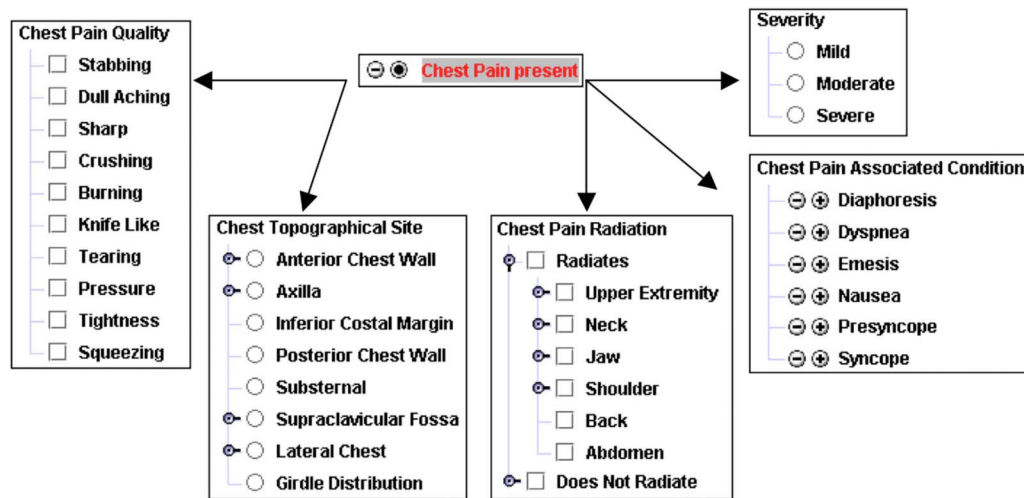 Chest Pain Quality
Stabbing
Dull Aching
Sharp
Crushing
Burning
Knife Like
Tearing
Pressure
Tightness
Squeezing
Chest Pain present
Severity
Mild
Moderate
Severe
Chest Topographical Site
Anterior Chest Wall
Axilla
Inferior Costal Margin
Posterior Chest Wall
Substernal
Supraclavicular Fossa
Lateral Chest
Girdle Distribution
Chest Pain Radiation
Radiates
Upper Extremity
Neck
Jaw
Shoulder
Back
Abdomen
Does Not Radiate
Chest Pain Associated Condition
Diaphoresis
Dyspnea
Emesis
Nausea
Presyncope
Syncope